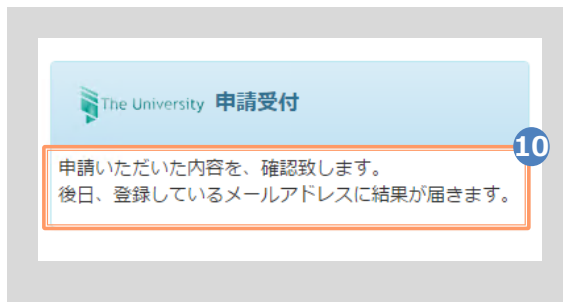 The University 申請受付
10
申請いただいた内容を、確認致します。
後日、登録しているメールアドレスに結果が届きます。